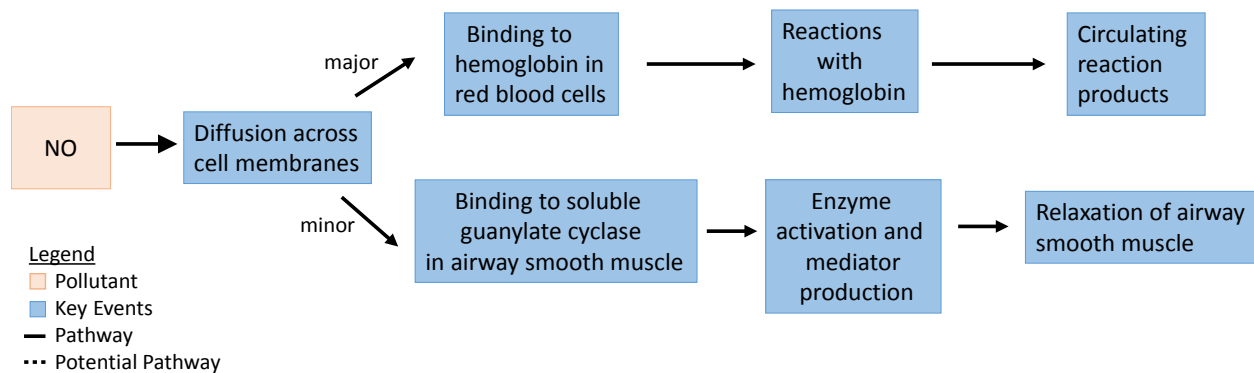 NO
Diffusion across
cell membranes
major
Binding to
hemoglobin in
red blood cells
Reactions
with
hemoglobin
Circulating
reaction
products
minor
Binding to soluble
guanylate cyclase
in airway smooth muscle
Enzyme
activation and
mediator
production
Relaxation of airway
smooth muscle
Legend
Pollutant
Key Events
Pathway
Potential Pathway